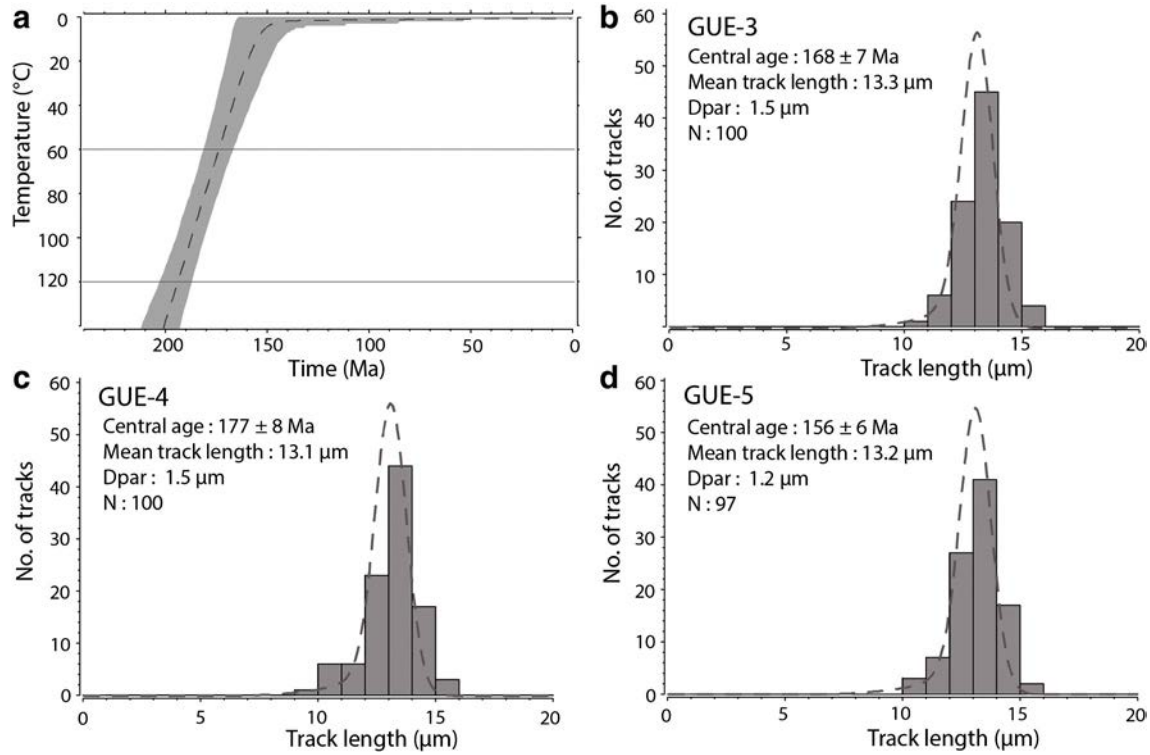 a
0
20
40
60
80
100
120
Temperature (°C)
200
150
100
50
0
Time (Ma)
b
GUE-3
Central age : 168 ± 7 Ma
Mean track length : 13.3 µm
Dpar : 1.5 µm
N : 100
60
50
40
30
20
10
0
No. of tracks
0
5
10
15
20
Track length (µm)
c
GUE-4
Central age : 177 ± 8 Ma
Mean track length : 13.1 µm
Dpar : 1.5 µm
N : 100
60
50
40
30
20
10
0
No. of tracks
0
5
10
15
20
Track length (µm)
d
GUE-5
Central age : 156 ± 6 Ma
Mean track length : 13.2 µm
Dpar : 1.2 µm
N : 97
60
50
40
30
20
10
0
No. of tracks
0
5
10
15
20
Track length (µm)